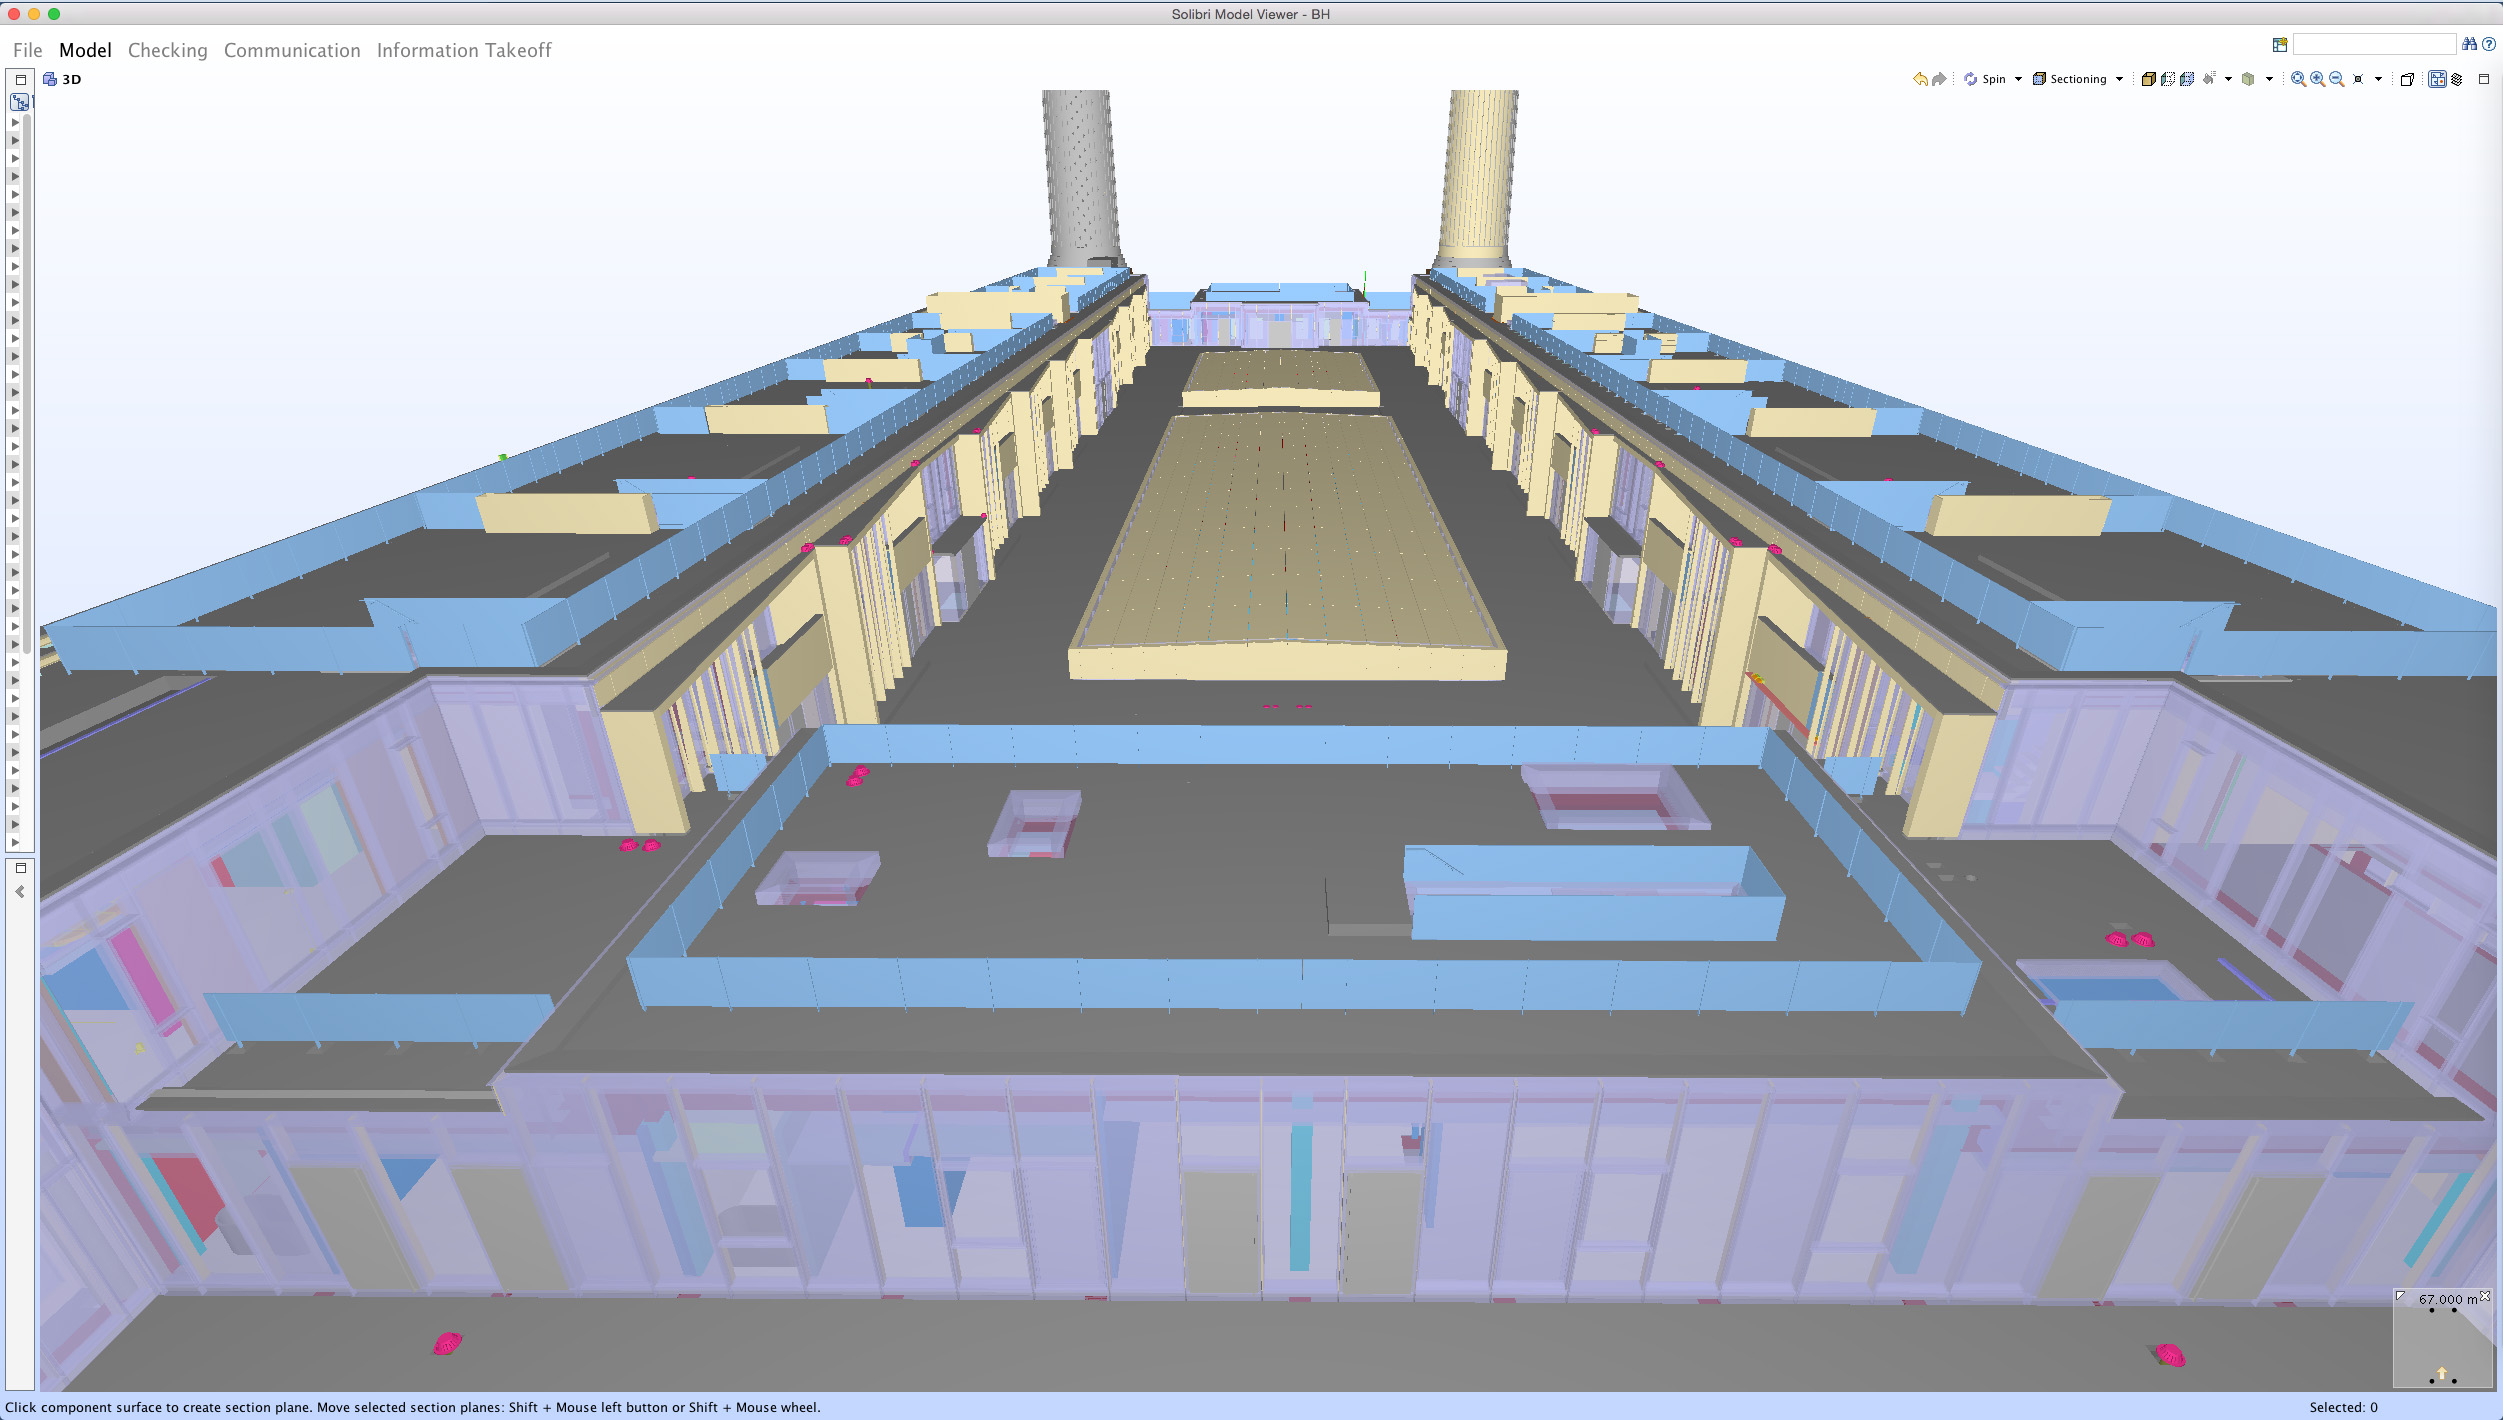 Solibri Model Viewer - BH
File Model Checking Communication Information Takeoff
3D
Spin
Sectioning
67.000 m
Click component surface to create section plane. Move selected section planes: Shift + Mouse left button or Shift + Mouse wheel.
Selected: 0